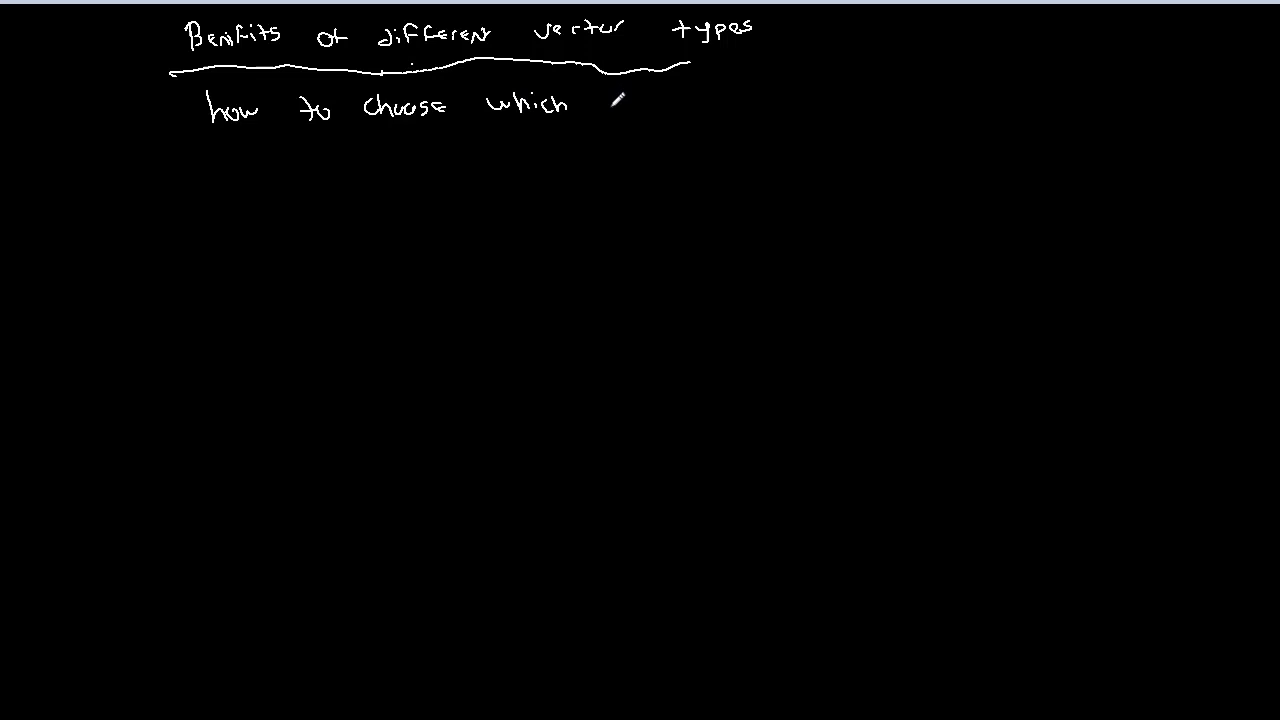 Benifits of different vector types
how to choose which